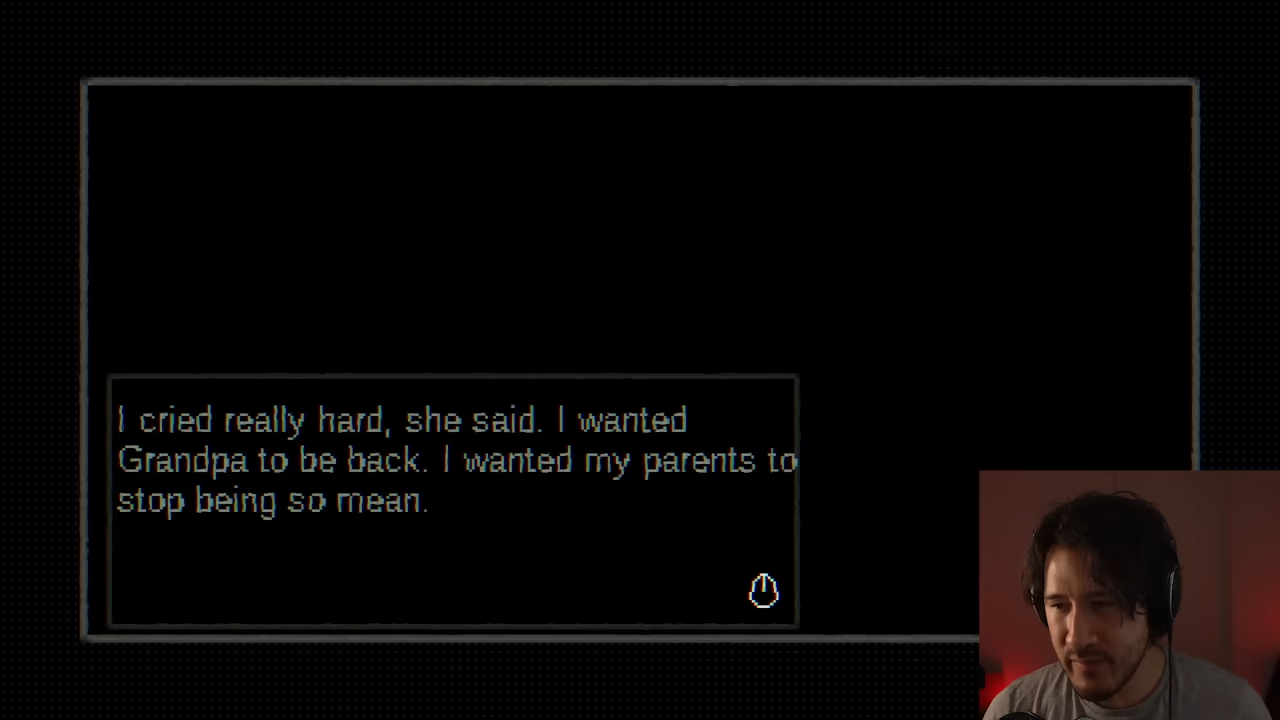 I cried really hard, she said. I wanted
Grandpa to be back. I wanted my parents to
stop being so mean.